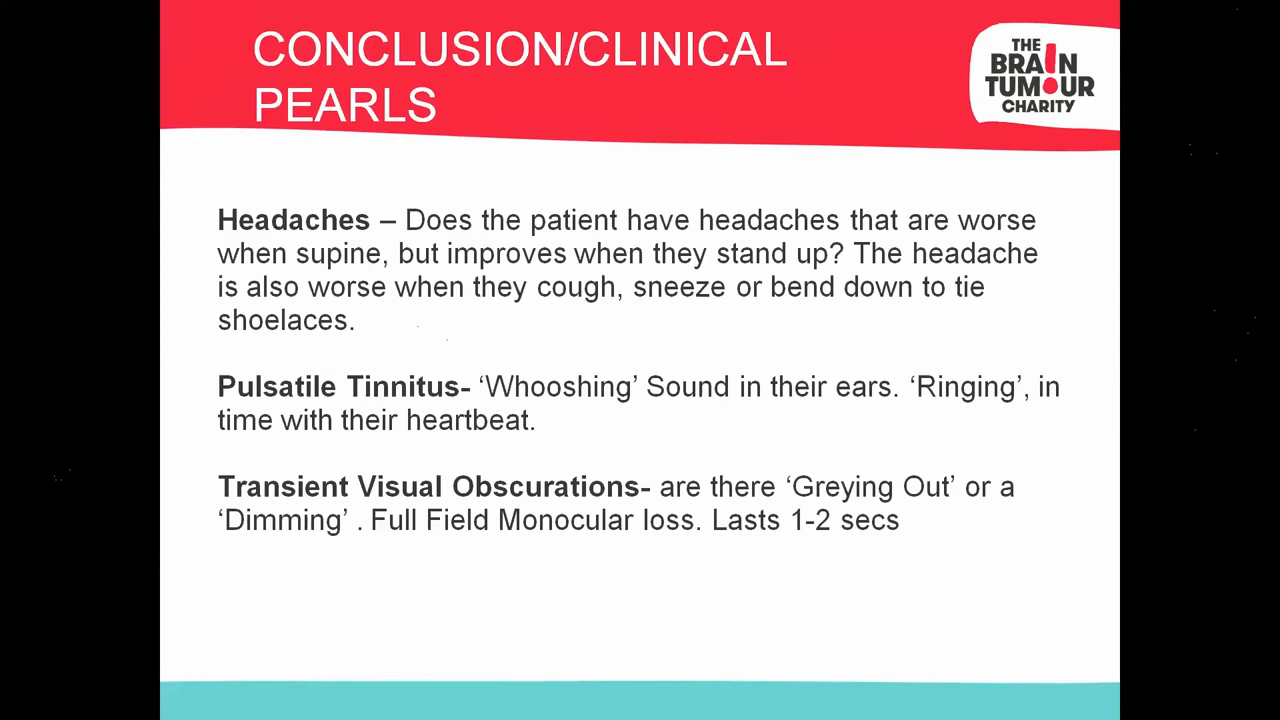 CONCLUSION/CLINICAL
PEARLS
THE
BRAIN
TUMOUR
CHARITY
Headaches – Does the patient have headaches that are worse
when supine, but improves when they stand up? The headache
is also worse when they cough, sneeze or bend down to tie
shoelaces.
Pulsatile Tinnitus- ‘Whooshing’ Sound in their ears. ‘Ringing’, in
time with their heartbeat.
Transient Visual Obscurations- are there ‘Greying Out’ or a
‘Dimming’ . Full Field Monocular loss. Lasts 1-2 secs